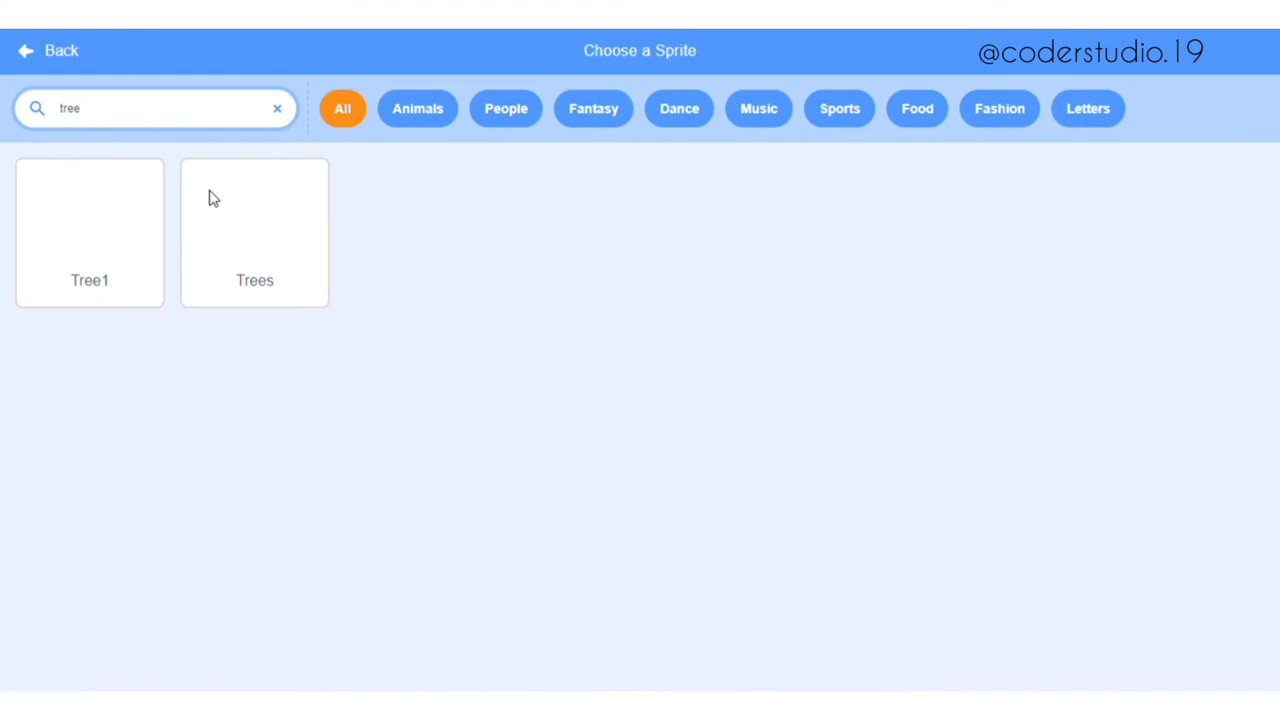 Back
Choose a Sprite
@coderstudio.19
tree
All
Animals
People
Fantasy
Dance
Music
Sports
Food
Fashion
Letters
Tree1
Trees